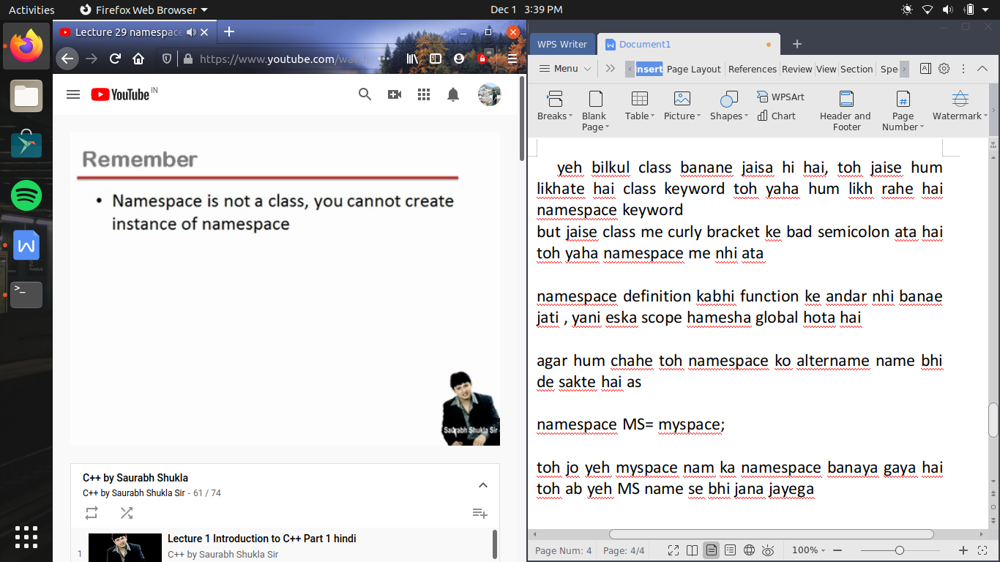 Activities
Firefox Web Browser
Dec 1 3:39 PM
Lecture 29 namespace
https://www.youtube.com/watc
YouTube IN
Remember
• Namespace is not a class, you cannot create
instance of namespace
Saurabh Shukla Sir
C++ by Saurabh Shukla
C++ by Saurabh Shukla Sir - 61 / 74
1
Lecture 1 Introduction to C++ Part 1 hindi
C++ by Saurabh Shukla Sir
WPS Writer
Document1
Menu
Insert
Page Layout
References
Review
View
Section
Spe
Breaks
Blank
Page
Table
Picture
Shapes
WPSArt
Chart
Header and
Footer
Page
Number
Watermark
yeh bilkul class banane jaisa hi hai, toh jaise hum
likhate hai class keyword toh yaha hum likh rahe hai
namespace keyword
but jaise class me curly bracket ke bad semicolon ata hai
toh yaha namespace me nhi ata
namespace definition kabhi function ke andar nhi banae
jati , yani eska scope hamesha global hota hai
agar hum chahe toh namespace ko altername name bhi
de sakte hai as
namespace MS= myspace;
toh jo yeh myspace nam ka namespace banaya gaya hai
toh ab yeh MS name se bhi jana jayega
Page Num: 4
Page: 4/4
100%